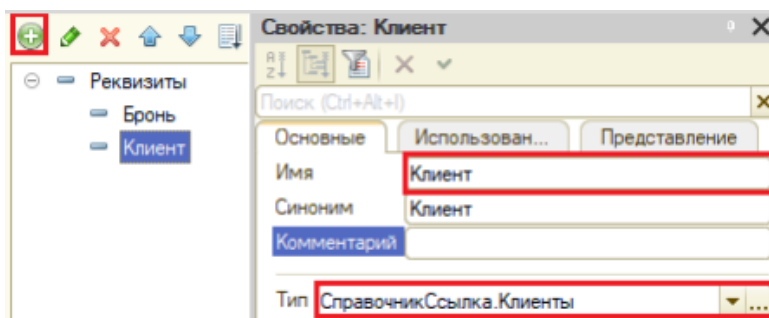 Свойства: Клиент
Реквизиты
Бронь
Клиент
Поиск (Ctrl+Alt+I)
Основные Использован... Представление
Имя Клиент
Синоним Клиент
Комментарий
Тип СправочникСсылка.Клиенты ...